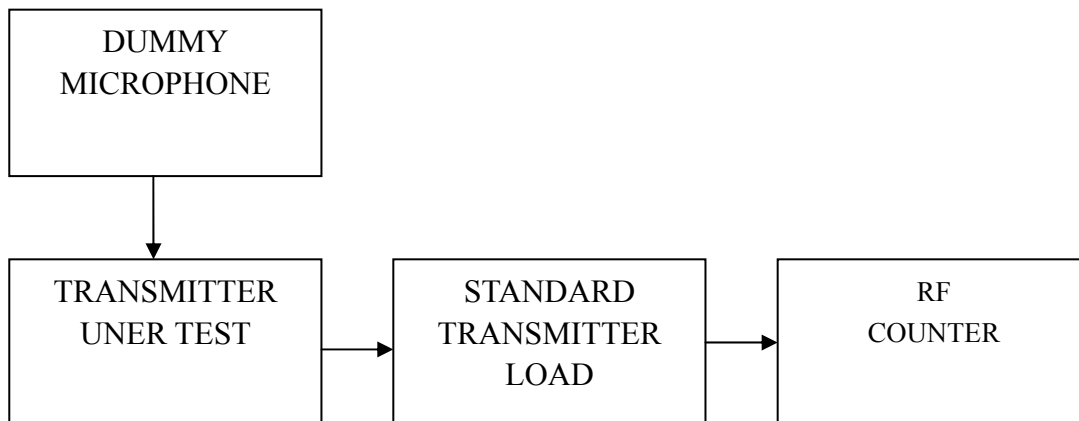 DUMMY
MICROPHONE
TRANSMITTER
UNER TEST
STANDARD
TRANSMITTER
LOAD
RF
COUNTER